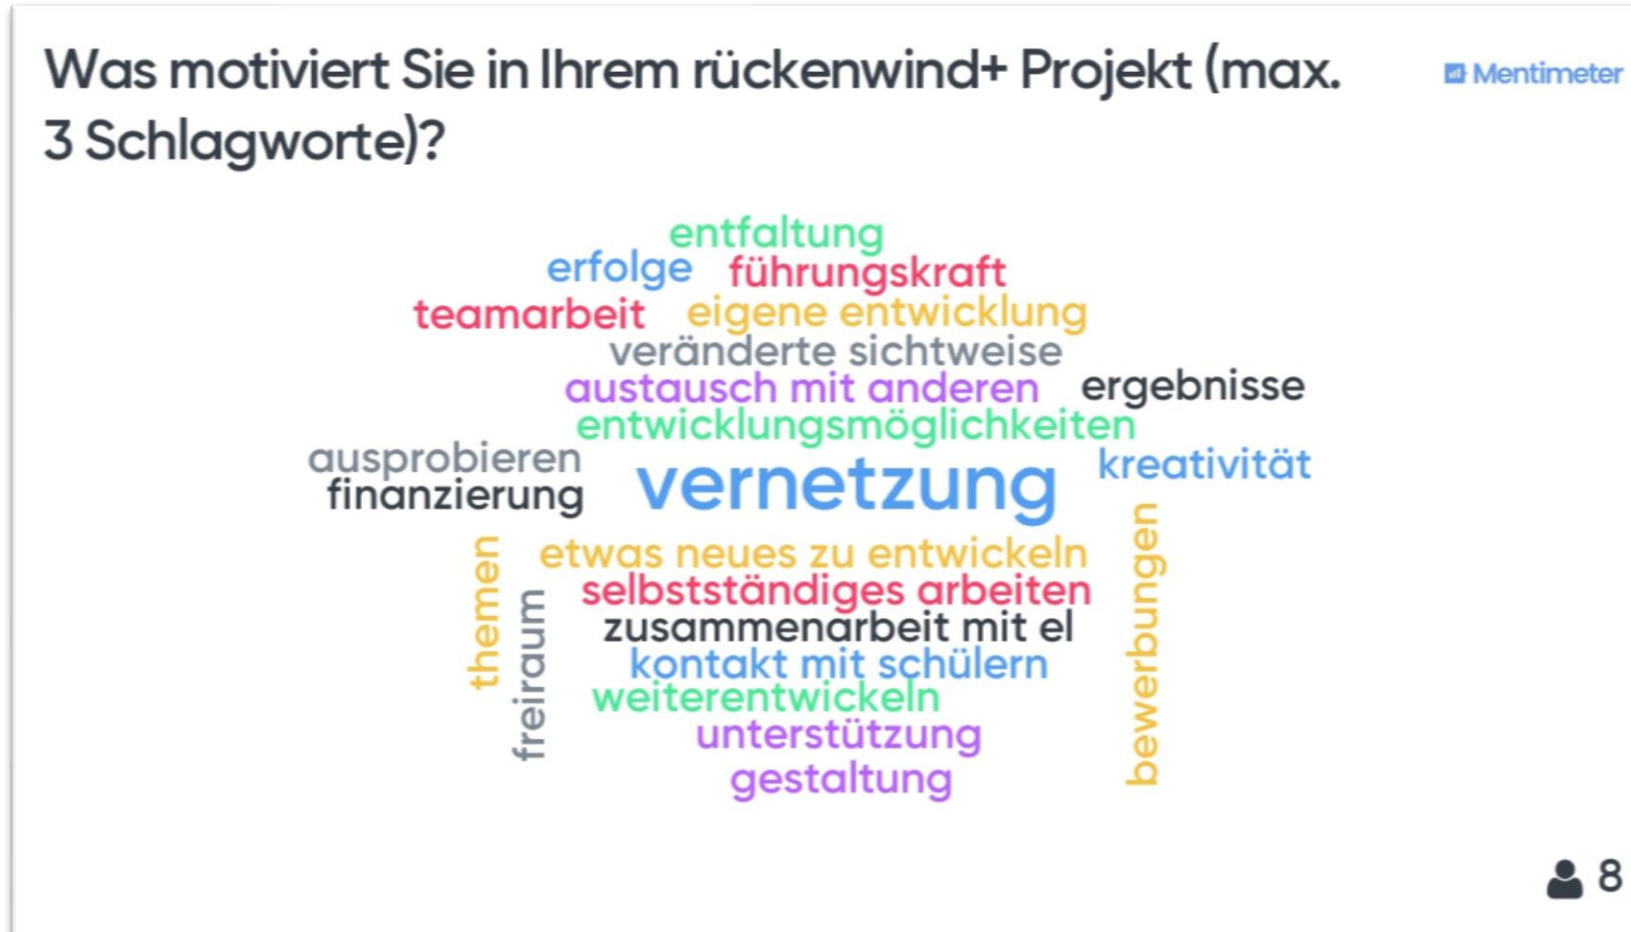 Was motiviert Sie in Ihrem rückenwind+ Projekt (max.
3 Schlagworte)?
Mentimeter
entfaltung
erfolge
führungskraft
teamarbeit
eigene entwicklung
veränderte sichtweise
austausch mit anderen
ergebnisse
entwicklungsmöglichkeiten
ausprobieren
kreativität
finanzierung
vernetzung
etwas neues zu entwickeln
themen
bewerbungen
selbstständiges arbeiten
freiraum
zusammenarbeit mit el
kontakt mit schülern
weiterentwickeln
unterstützung
gestaltung
8